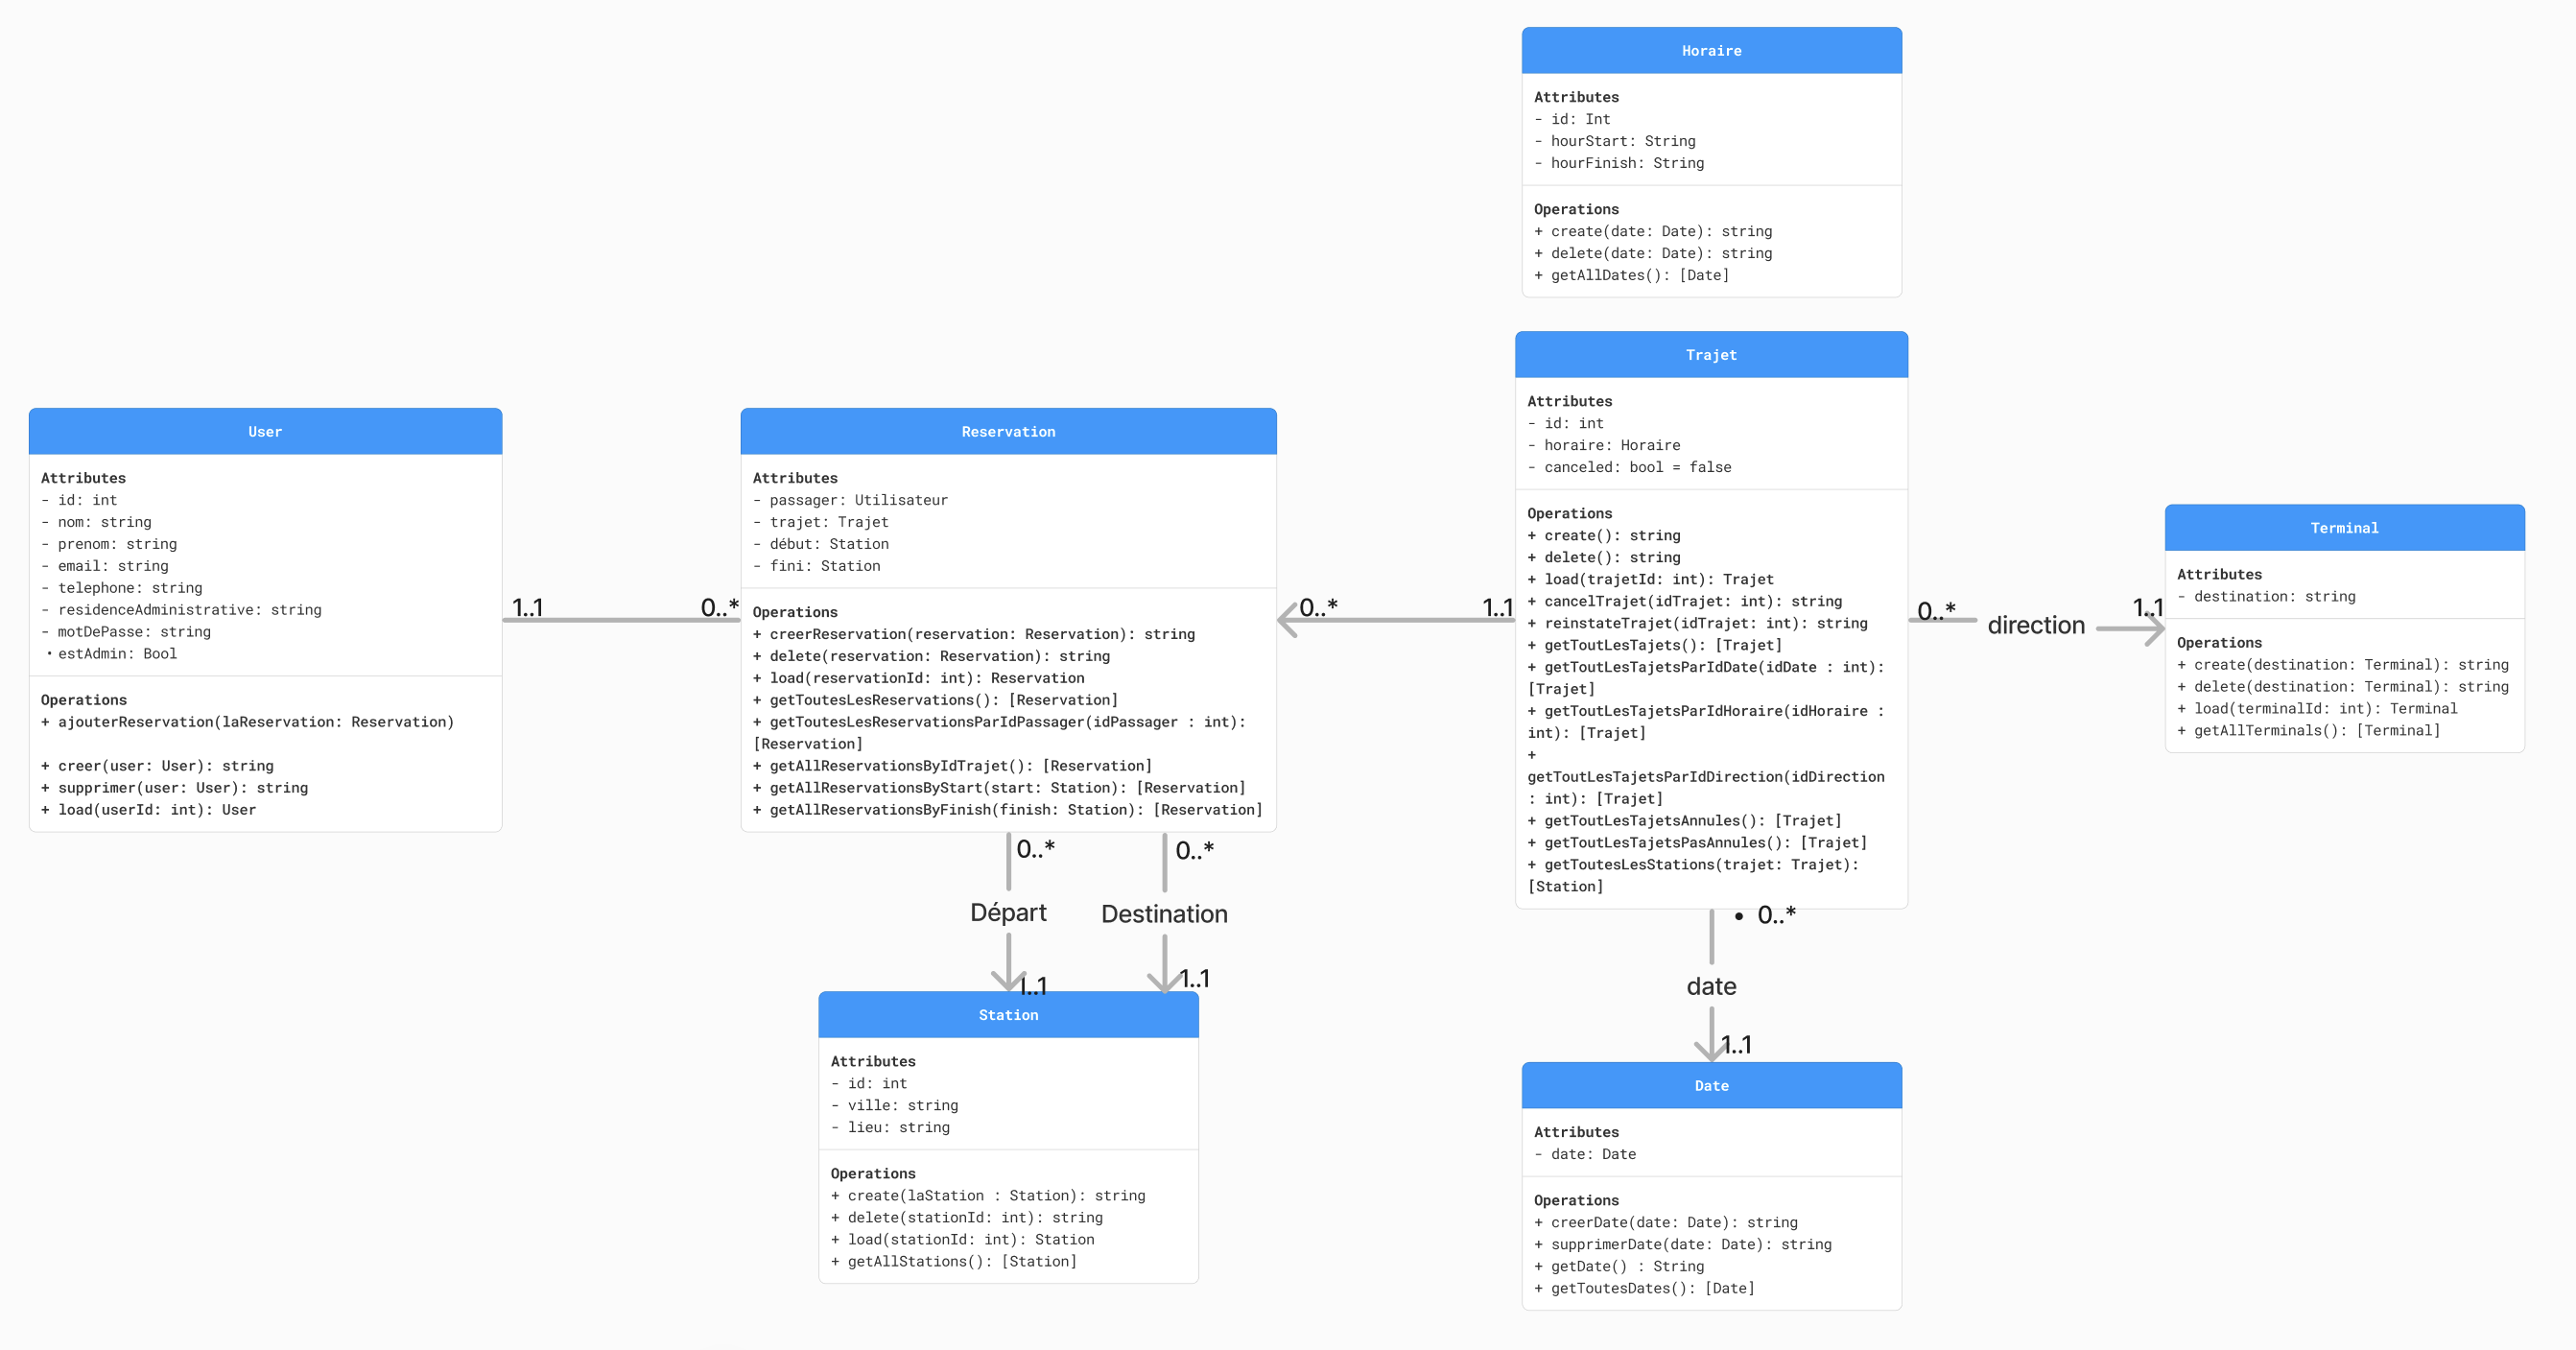 Horaire
Attributes
- id: Int
- hourStart: String
- hourFinish: String
Operations
+ create(date: Date): string
+ delete(date: Date): string
+ getAllDates(): [Date]
User
Attributes
- id: int
- nom: string
- prenom: string
- email: string
- telephone: string
- residenceAdministrative: string
- motDePasse: string
• estAdmin: Bool
Operations
+ ajouterReservation(laReservation: Reservation)
+ creer(user: User): string
+ supprimer(user: User): string
+ load(userId: int): User
1..1
0..*
Reservation
Attributes
- passager: Utilisateur
- trajet: Trajet
- début: Station
- fini: Station
Operations
+ creerReservation(reservation: Reservation): string
+ delete(reservation: Reservation): string
+ load(reservationId: int): Reservation
+ getToutesLesReservations(): [Reservation]
+ getToutesLesReservationsParIdPassager(idPassager : int):
[Reservation]
+ getAllReservationsByIdTrajet(): [Reservation]
+ getAllReservationsByStart(start: Station): [Reservation]
+ getAllReservationsByFinish(finish: Station): [Reservation]
0..*
1..1
Trajet
Attributes
- id: int
- horaire: Horaire
- canceled: bool = false
Operations
+ create(): string
+ delete(): string
+ load(trajetId: int): Trajet
+ cancelTrajet(idTrajet: int): string
+ reinstateTrajet(idTrajet: int): string
+ getToutLesTajets(): [Trajet]
+ getToutLesTajetsParIdDate(idDate : int):
[Trajet]
+ getToutLesTajetsParIdHoraire(idHoraire :
int): [Trajet]
+
getToutLesTajetsParIdDirection(idDirection
: int): [Trajet]
+ getToutLesTajetsAnnules(): [Trajet]
+ getToutLesTajetsPasAnnules(): [Trajet]
+ getToutesLesStations(trajet: Trajet):
[Station]
0..*
direction
1..1
Terminal
Attributes
- destination: string
Operations
+ create(destination: Terminal): string
+ delete(destination: Terminal): string
+ load(terminalId: int): Terminal
+ getAllTerminals(): [Terminal]
0..*
0..*
Départ
Destination
1..1
1..1
Station
Attributes
- id: int
- ville: string
- lieu: string
Operations
+ create(laStation : Station): string
+ delete(stationId: int): string
+ load(stationId: int): Station
+ getAllStations(): [Station]
• 0..*
date
1..1
Date
Attributes
- date: Date
Operations
+ creerDate(date: Date): string
+ supprimerDate(date: Date): string
+ getDate() : String
+ getToutesDates(): [Date]